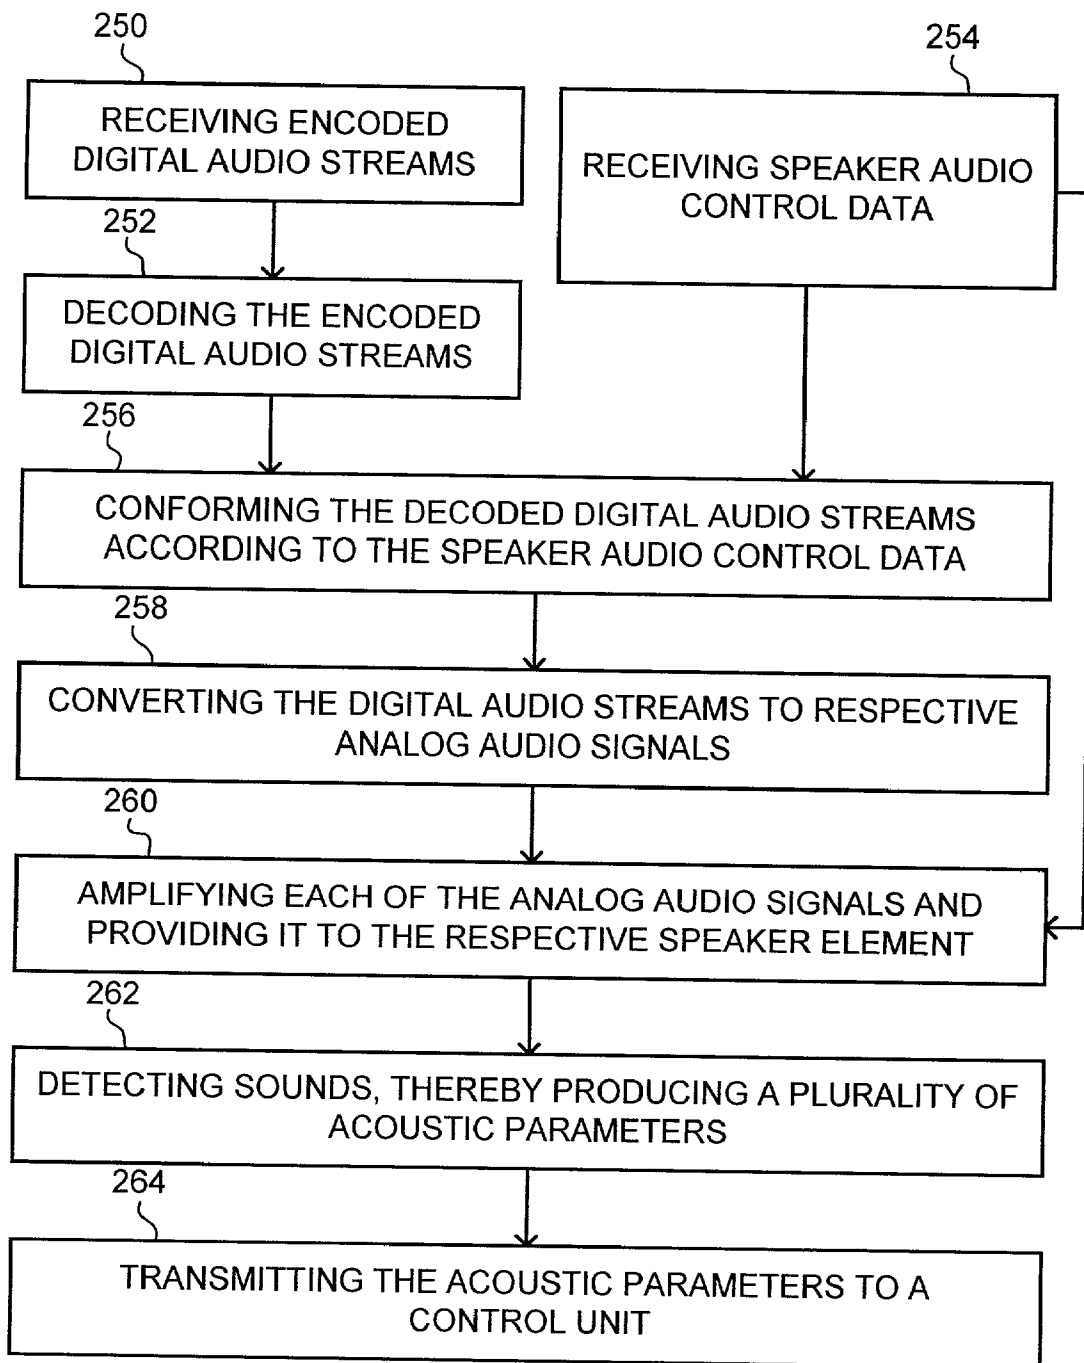 250
RECEIVING ENCODED
DIGITAL AUDIO STREAMS
254
RECEIVING SPEAKER AUDIO
CONTROL DATA
252
DECODING THE ENCODED
DIGITAL AUDIO STREAMS
256
CONFORMING THE DECODED DIGITAL AUDIO STREAMS
ACCORDING TO THE SPEAKER AUDIO CONTROL DATA
258
CONVERTING THE DIGITAL AUDIO STREAMS TO RESPECTIVE
ANALOG AUDIO SIGNALS
260
AMPLIFYING EACH OF THE ANALOG AUDIO SIGNALS AND
PROVIDING IT TO THE RESPECTIVE SPEAKER ELEMENT
262
DETECTING SOUNDS, THEREBY PRODUCING A PLURALITY OF
ACOUSTIC PARAMETERS
264
TRANSMITTING THE ACOUSTIC PARAMETERS TO A
CONTROL UNIT